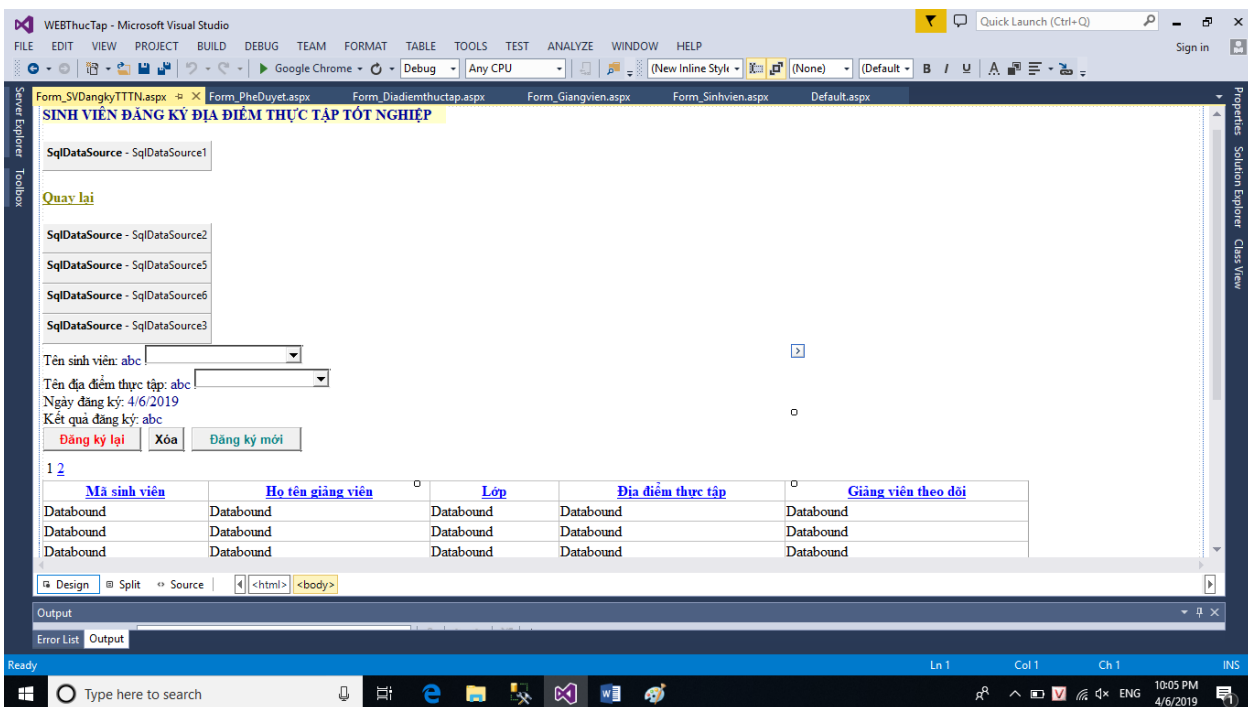 WEBThucTap - Microsoft Visual Studio
Quick Launch (Ctrl+Q)
FILE EDIT VIEW PROJECT BUILD DEBUG TEAM FORMAT TABLE TOOLS TEST ANALYZE WINDOW HELP
Sign in
Google Chrome Debug Any CPU (New Inline Style (None) (Default B I U A
Form_SVDangkyTTTN.aspx Form_PheDuyet.aspx Form_Diadiemthuctap.aspx Form_Giangvien.aspx Form_Sinhvien.aspx Default.aspx
Server Explorer
Toolbox
Properties
Solution Explorer
Class View
SINH VIÊN ĐĂNG KÝ ĐỊA ĐIỂM THỰC TẬP TỐT NGHIỆP
SqlDataSource - SqlDataSource1
Quay lại
SqlDataSource - SqlDataSource2
SqlDataSource - SqlDataSource5
SqlDataSource - SqlDataSource6
SqlDataSource - SqlDataSource3
Tên sinh viên: abc
Tên địa điểm thực tập: abc
Ngày đăng ký: 4/6/2019
Kết quả đăng ký: abc
Đăng ký lại Xóa Đăng ký mới
1 2
Mã sinh viên Họ tên giảng viên Lớp Địa điểm thực tập Giảng viên theo dõi
Databound Databound Databound Databound Databound
Databound Databound Databound Databound Databound
Databound Databound Databound Databound Databound
Design Split Source <html> <body>
Output
Error List Output
Ready Ln 1 Col 1 Ch 1 INS
Type here to search
ENG
10:05 PM
4/6/2019